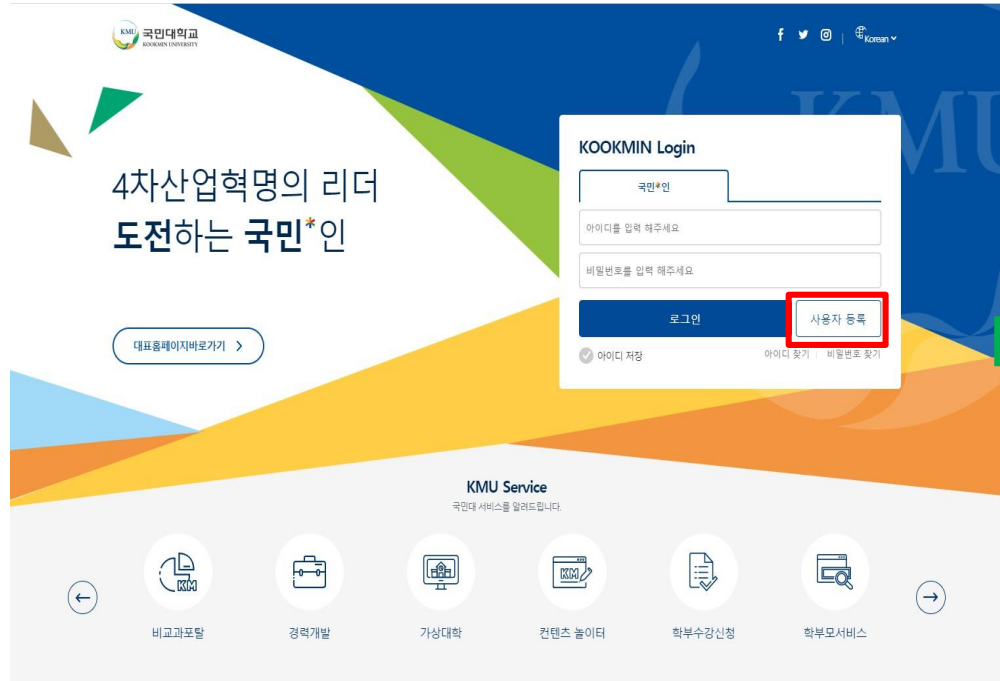 KMU 국민대학교
KOOKMIN UNIVERSITY
Korean
KMU
4차산업혁명의 리더
도전하는 국민*인
대표홈페이지바로가기
KOOKMIN Login
국민*인
아이디를 입력 해주세요
비밀번호를 입력 해주세요
로그인
사용자 등록
아이디 저장
아이디 찾기 | 비밀번호 찾기
KMU Service
국민대 서비스를 알려드립니다.
KM
KM
비교과포탈
경력개발
가상대학
컨텐츠 놀이터
학부수강신청
학부모서비스